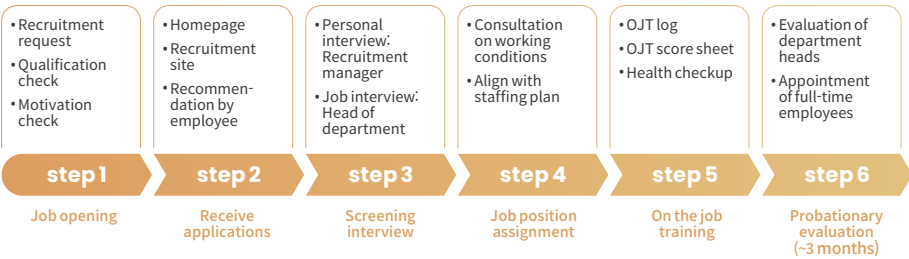 • Recruitment
request
• Qualification
check
• Motivation
check
• Homepage
• Recruitment
site
• Recommen-
dation by
employee
• Personal
interview:
Recruitment
manager
• Job interview:
Head of
department
• Consultation
on working
conditions
• Align with
staffing plan
• OJT log
• OJT score sheet
• Health checkup
• Evaluation of
department
heads
• Appointment
of full-time
employees
step 1
step 2
step 3
step 4
step 5
step 6
Job opening
Receive
applications
Screening
interview
Job position
assignment
On the job
training
Probationary
evaluation
(~3 months)